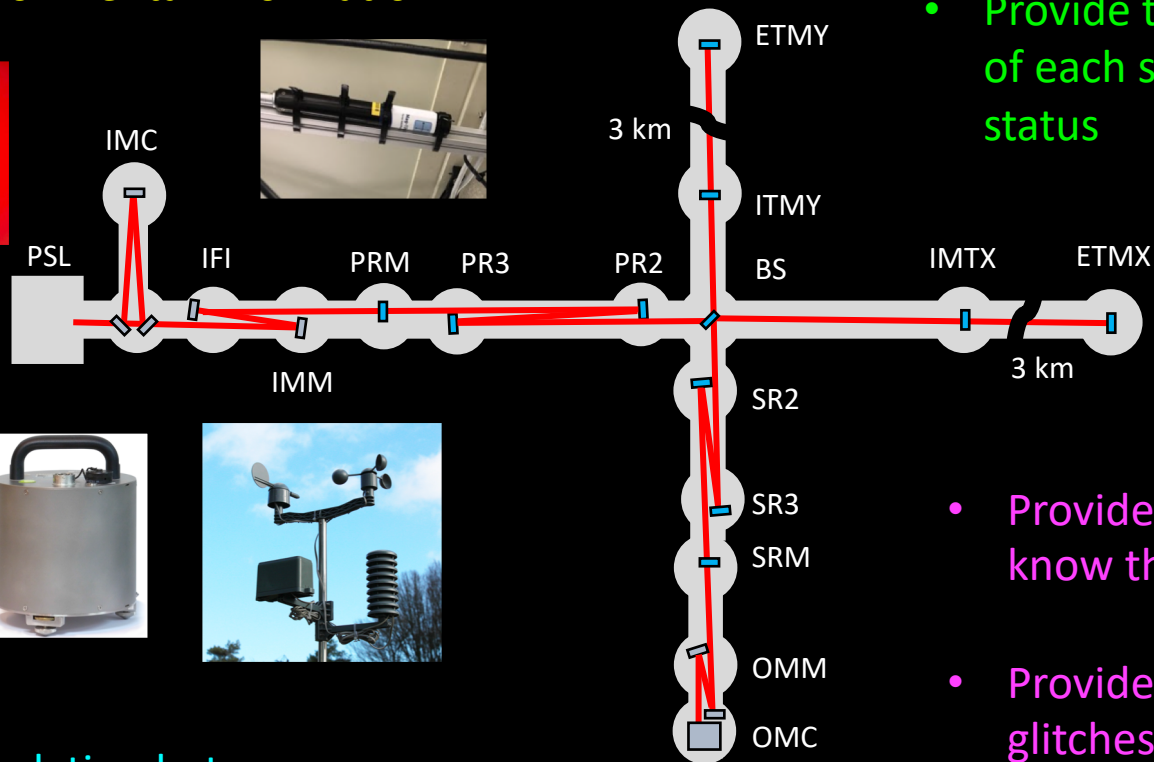 • Provide t
of each s
status
ETMY
3 km
IMC
ITMY
PSL
IFI
PRM
PR3
PR2
BS
IMTX
ETMX
3 km
IMM
SR2
SR3
SRM
• Provide
know th
OMM
• Provide
glitches
OMC